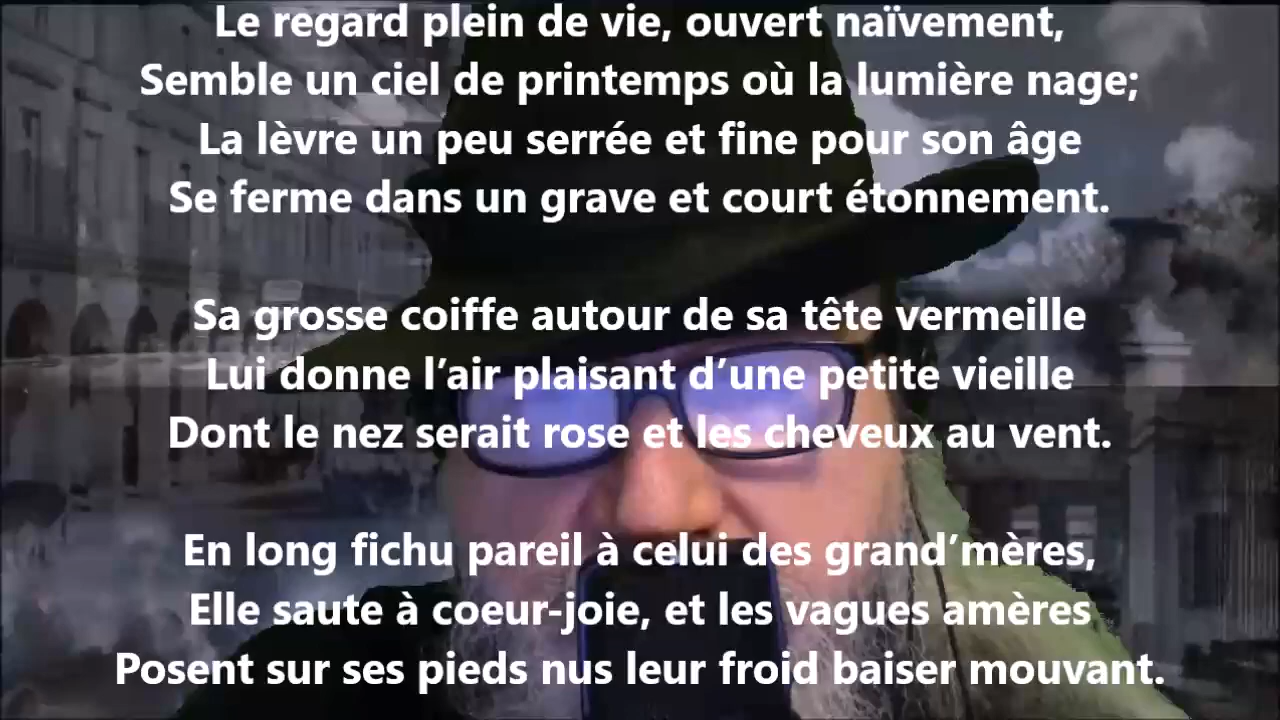 Le regard plein de vie, ouvert naïvement,
Semble un ciel de printemps où la lumière nage;
La lèvre un peu serrée et fine pour son âge
Se ferme dans un grave et court étonnement.
Sa grosse coiffe autour de sa tête vermeille
Lui donne l’air plaisant d’une petite vieille
Dont le nez serait rose et les cheveux au vent.
En long fichu pareil à celui des grand’mères,
Elle saute à coeur-joie, et les vagues amères
Posent sur ses pieds nus leur froid baiser mouvant.